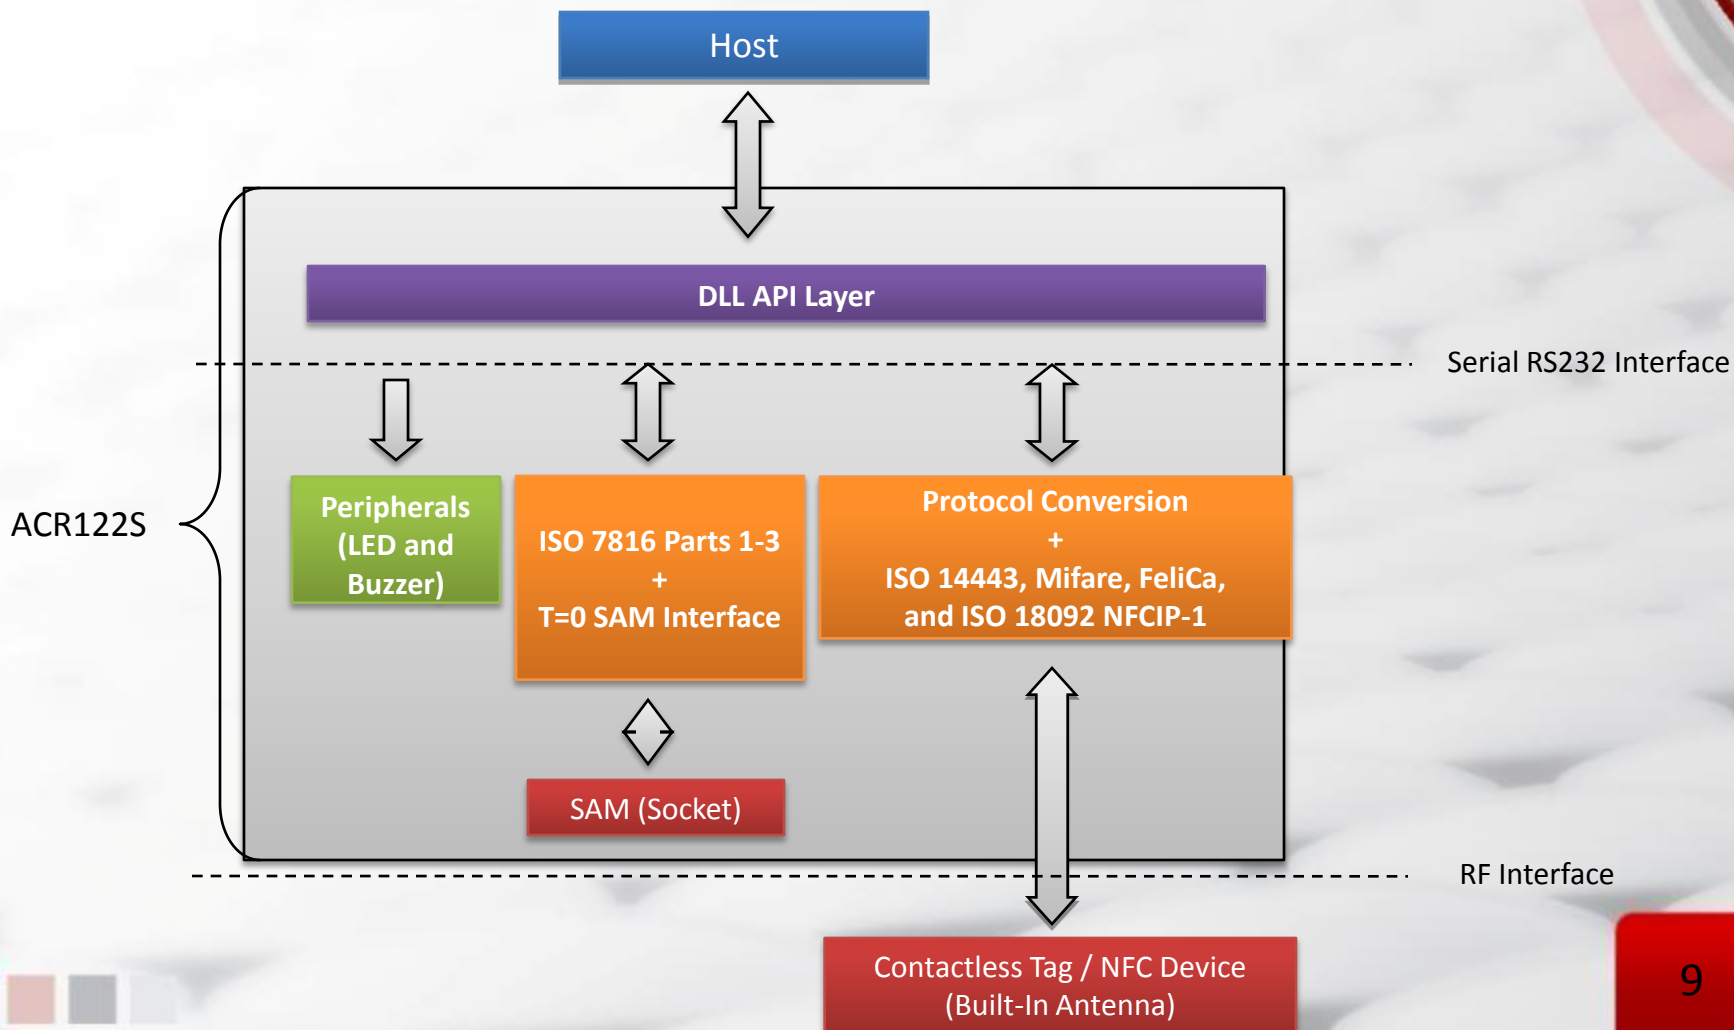 Host
DLL API Layer
Serial RS232 Interface
ACR122S
Peripherals
(LED and
Buzzer)
ISO 7816 Parts 1-3
+
T=0 SAM Interface
Protocol Conversion
+
ISO 14443, Mifare, FeliCa,
and ISO 18092 NFCIP-1
SAM (Socket)
RF Interface
Contactless Tag / NFC Device
(Built-In Antenna)
9